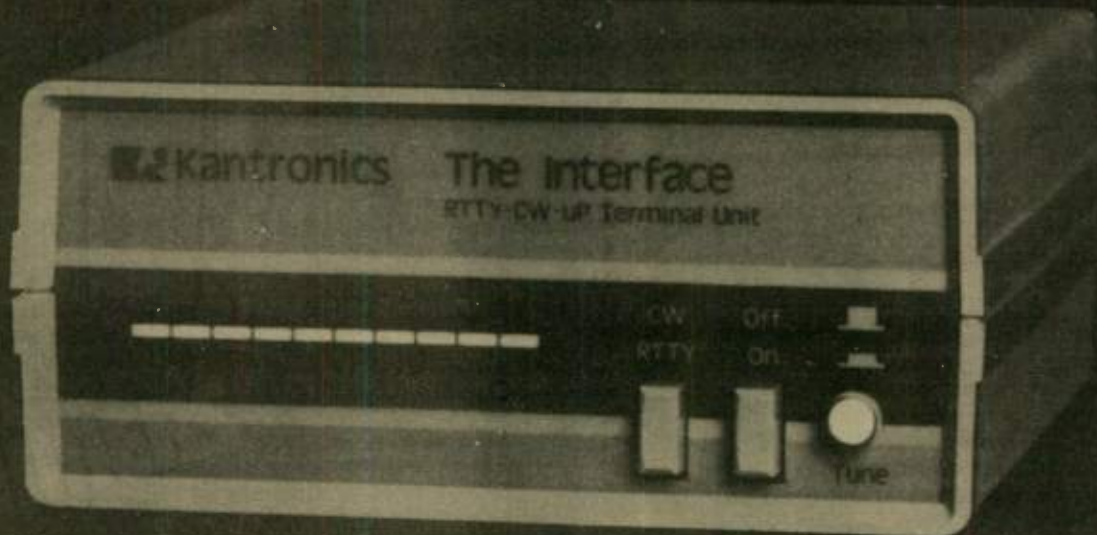 Kantronics The Interface
RTTY-CW-UP Terminal Unit
CW Off
RTTY On
Tune